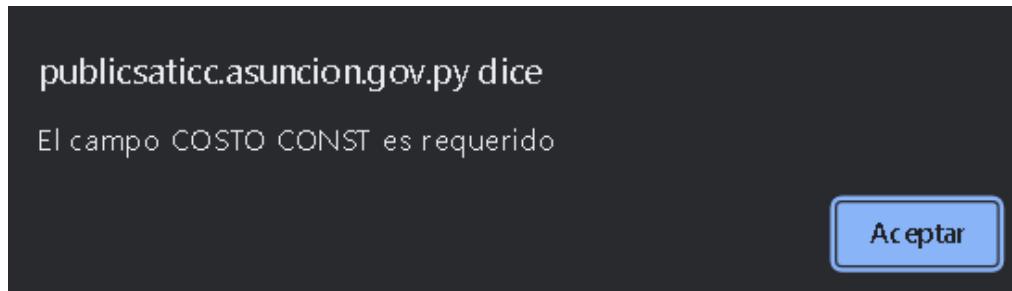 publicsaticc.asuncion.gov.py dice
El campo COSTO CONST es requerido
Aceptar